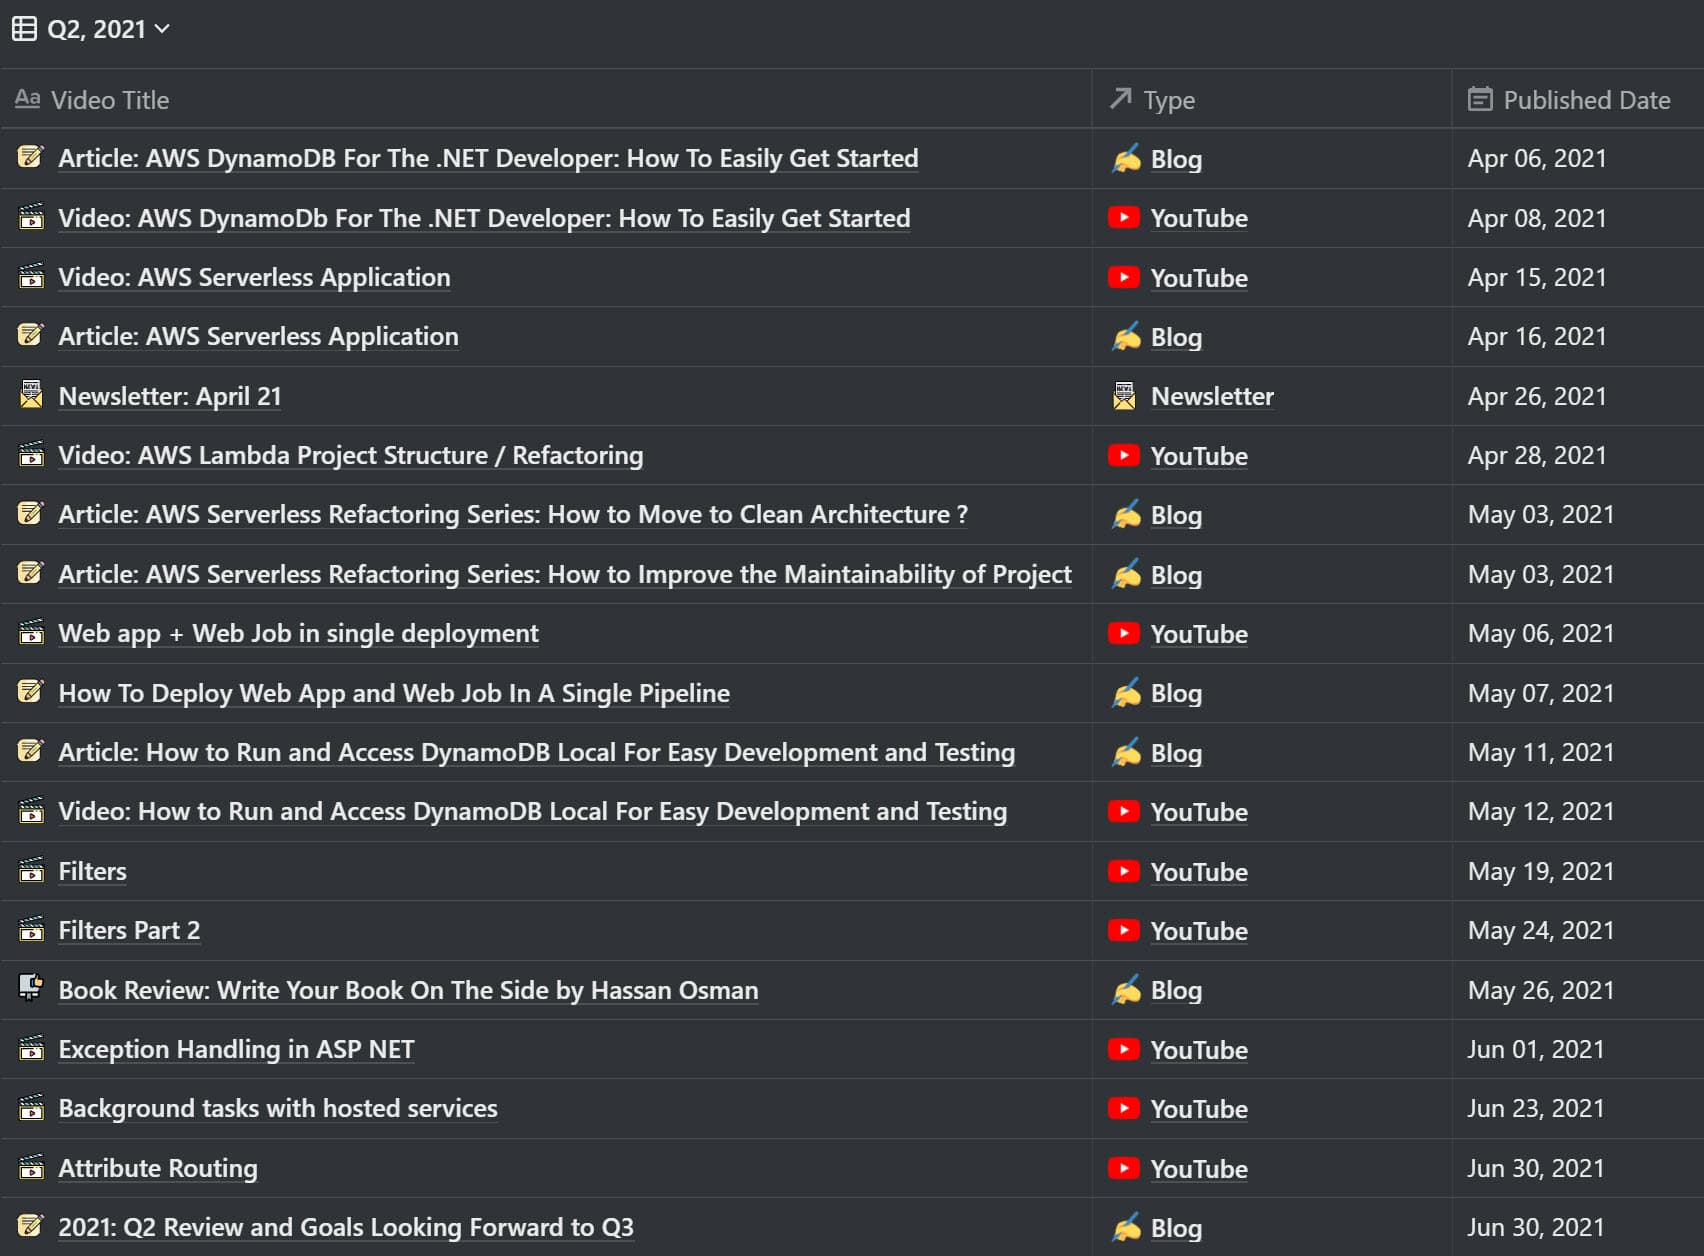 Q2, 2021
Aa Video Title Type Published Date
Article: AWS DynamoDB For The .NET Developer: How To Easily Get Started Blog Apr 06, 2021
Video: AWS DynamoDb For The .NET Developer: How To Easily Get Started YouTube Apr 08, 2021
Video: AWS Serverless Application YouTube Apr 15, 2021
Article: AWS Serverless Application Blog Apr 16, 2021
Newsletter: April 21 Newsletter Apr 26, 2021
Video: AWS Lambda Project Structure / Refactoring YouTube Apr 28, 2021
Article: AWS Serverless Refactoring Series: How to Move to Clean Architecture ? Blog May 03, 2021
Article: AWS Serverless Refactoring Series: How to Improve the Maintainability of Project Blog May 03, 2021
Web app + Web Job in single deployment YouTube May 06, 2021
How To Deploy Web App and Web Job In A Single Pipeline Blog May 07, 2021
Article: How to Run and Access DynamoDB Local For Easy Development and Testing Blog May 11, 2021
Video: How to Run and Access DynamoDB Local For Easy Development and Testing YouTube May 12, 2021
Filters YouTube May 19, 2021
Filters Part 2 YouTube May 24, 2021
Book Review: Write Your Book On The Side by Hassan Osman Blog May 26, 2021
Exception Handling in ASP NET YouTube Jun 01, 2021
Background tasks with hosted services YouTube Jun 23, 2021
Attribute Routing YouTube Jun 30, 2021
2021: Q2 Review and Goals Looking Forward to Q3 Blog Jun 30, 2021